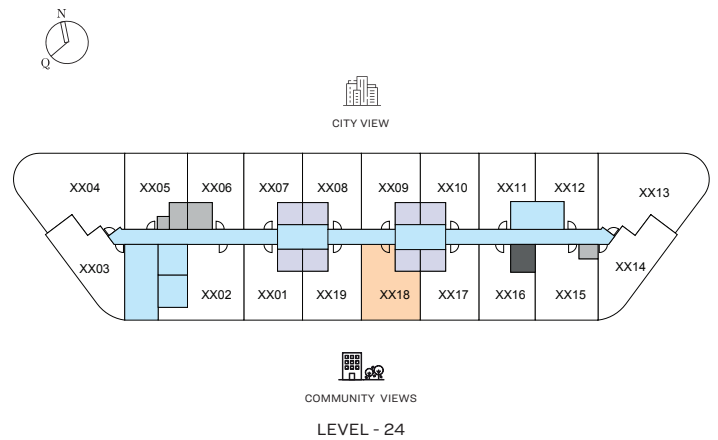 N
Q
CITY VIEW
XX04 XX05 XX06 XX07 XX08 XX09 XX10 XX11 XX12 XX13
XX03 XX14
XX02 XX01 XX19 XX18 XX17 XX16 XX15
COMMUNITY VIEWS
LEVEL - 24